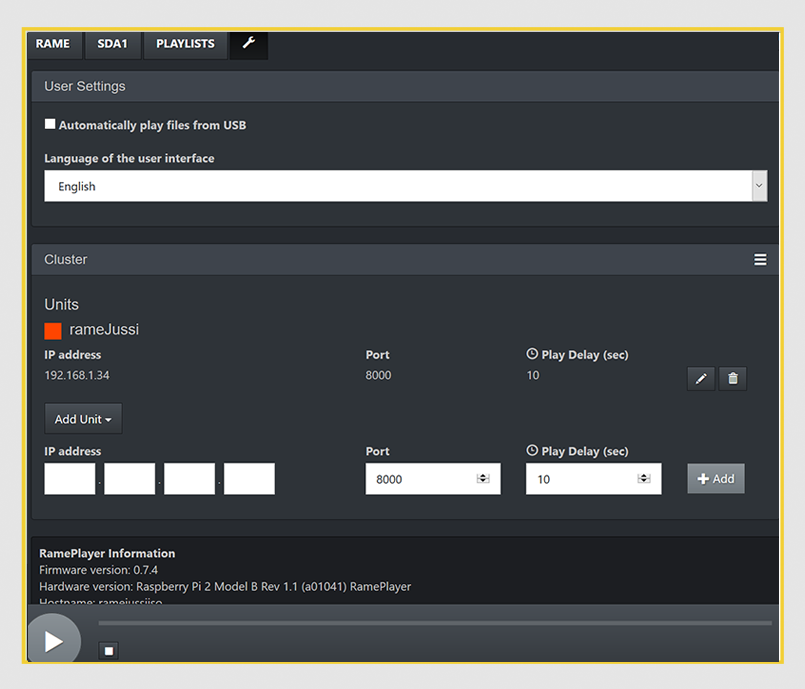 RAME SDA1 PLAYLISTS
User Settings
Automatically play files from USB
Language of the user interface
English
Cluster
Units
rameJussi
IP address Port Play Delay (sec)
192.168.1.34 8000 10
Add Unit
IP address Port Play Delay (sec)
. . . 8000 10 Add
RamePlayer Information
Firmware version: 0.7.4
Hardware version: Raspberry Pi 2 Model B Rev 1.1 (a01041) RamePlayer
Hostname: ramejussiiso